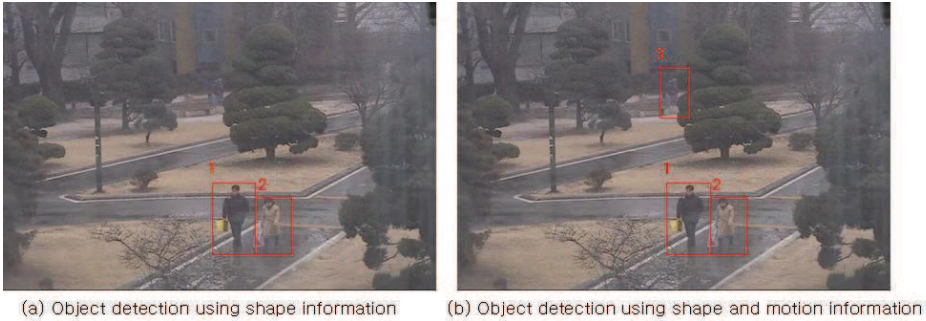 3
1
2
1
2
(a) Object detection using shape information
(b) Object detection using shape and motion information